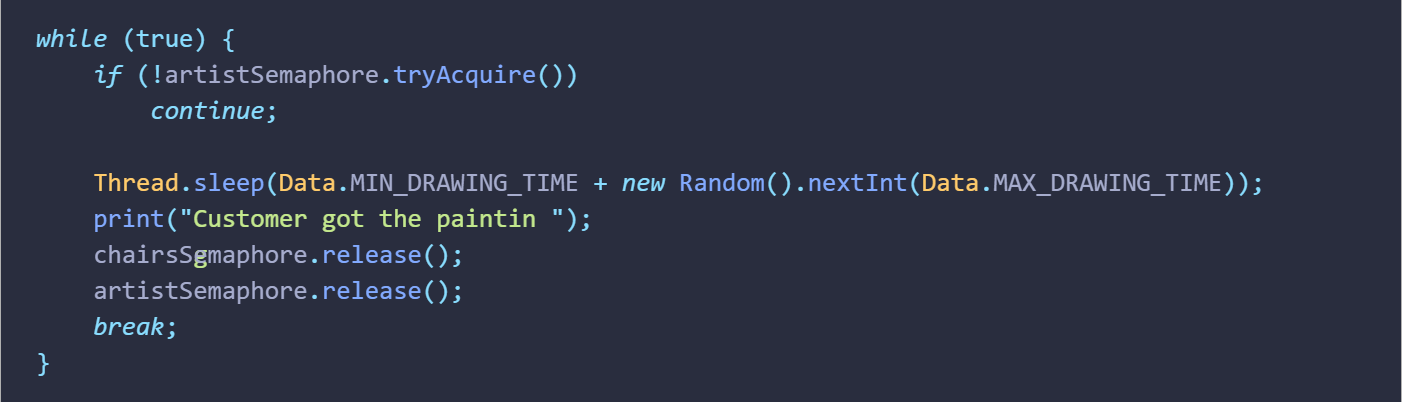 while (true) {
    if (!artistSemaphore.tryAcquire())
        continue;
    Thread.sleep(Data.MIN_DRAWING_TIME + new Random().nextInt(Data.MAX_DRAWING_TIME));
    print("Customer got the paintin ");
    chairsSgmaphore.release();
    artistSemaphore.release();
    break;
}